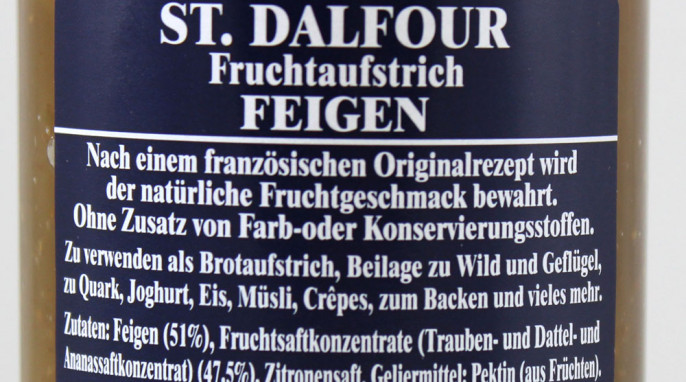 ST. DALFOUR
Fruchtaufstrich
FEIGEN
Nach einem französischen Originalrezept wird
der natürliche Fruchtgeschmack bewahrt.
Ohne Zusatz von Farb-oder Konservierungsstoffen.
Zu verwenden als Brotaufstrich, Beilage zu Wild und Geflügel,
zu Quark, Joghurt, Eis, Müsli, Crêpes, zum Backen und vieles mehr.
Zutaten: Feigen (51%), Fruchtsaftkonzentrate (Trauben- und Dattel- und
Ananassaftkonzentrat) (47,5%), Zitronensaft, Geliermittel: Pektin (aus Früchten).